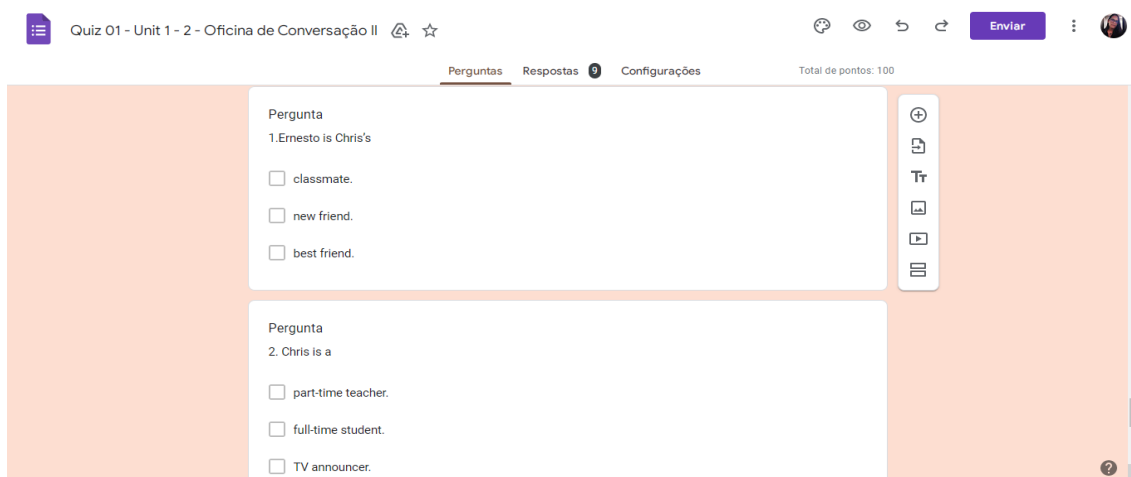 Quiz 01 - Unit 1 - 2 - Oficina de Conversação II
Enviar
Perguntas Respostas 9 Configurações Total de pontos: 100
Pergunta
1.Ernesto is Chris's
classmate.
new friend.
best friend.
Pergunta
2. Chris is a
part-time teacher.
full-time student.
TV announcer.